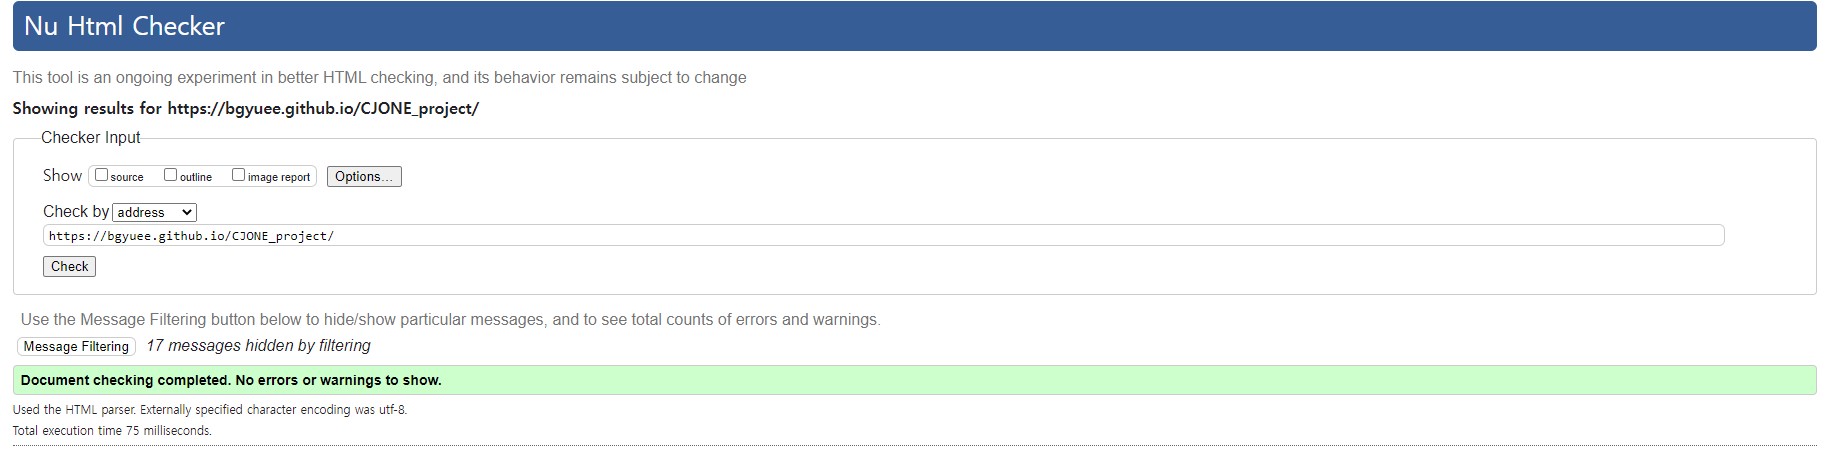 Nu Html Checker
This tool is an ongoing experiment in better HTML checking, and its behavior remains subject to change
Showing results for https://bgyuee.github.io/CJONE_project/
Checker Input
Show source outline image report Options...
Check by address
https://bgyuee.github.io/CJONE_project/
Check
Use the Message Filtering button below to hide/show particular messages, and to see total counts of errors and warnings.
Message Filtering 17 messages hidden by filtering
Document checking completed. No errors or warnings to show.
Used the HTML parser. Externally specified character encoding was utf-8.
Total execution time 75 milliseconds.